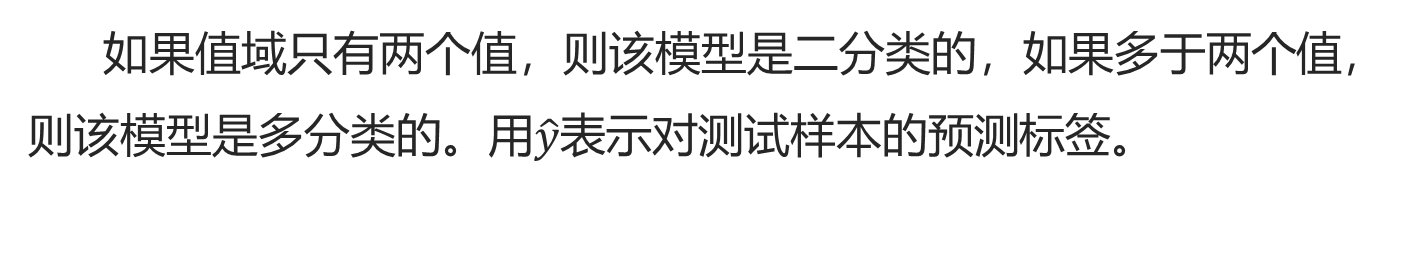 如果值域只有两个值，则该模型是二分类的，如果多于两个值，
则该模型是多分类的。用ŷ表示对测试样本的预测标签。